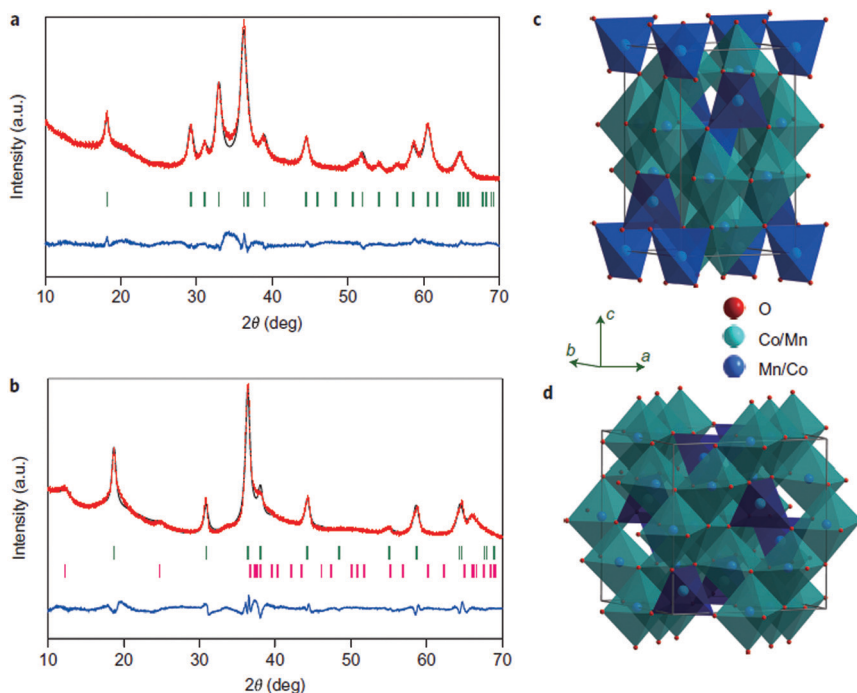 a
Intensity (a.u.)
10 20 30 40 50 60 70
2θ (deg)
b
Intensity (a.u.)
10 20 30 40 50 60 70
2θ (deg)
c
c
b
a
O
Co/Mn
Mn/Co
d